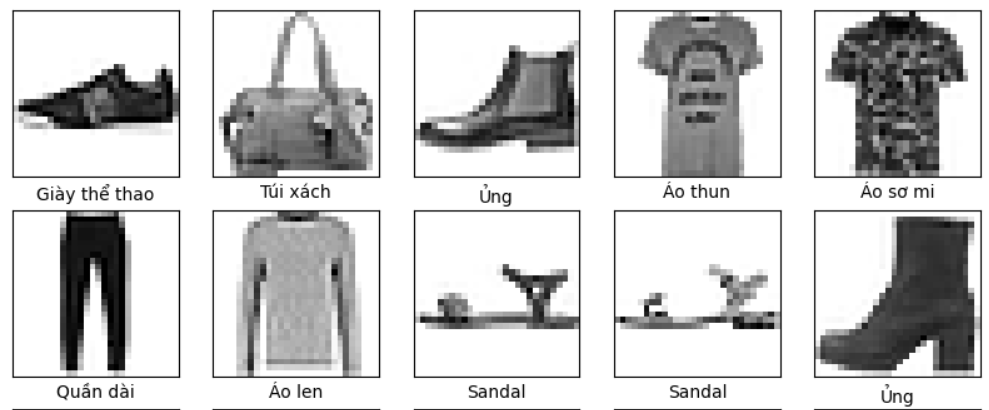 Giày thể thao
Túi xách
Ủng
Áo thun
Áo sơ mi
Quần dài
Áo len
Sandal
Sandal
Ủng